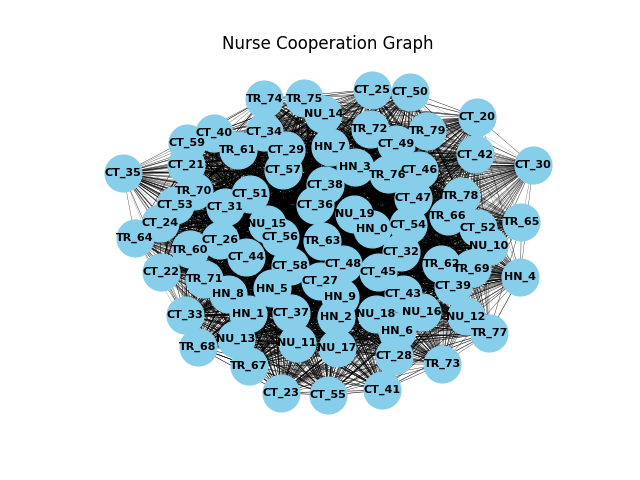 Nurse Cooperation Graph
CT_25
CT_50
TR_74
TR_75
NU_14
CT_20
CT_40
CT_34
TR_72
TR_79
CT_59
TR_61
CT_29
HN_7
CT_49
CT_42
CT_35
CT_21
CT_57
HN_3
TR_76
CT_46
CT_30
TR_70
CT_51
CT_38
CT_47
TR_78
CT_53
CT_31
CT_36
NU_19
TR_66
CT_24
NU_15
HN_0
CT_54
CT_52
TR_65
TR_64
CT_26
CT_56
TR_63
NU_10
TR_60
CT_44
CT_58
CT_48
CT_32
TR_62
TR_69
CT_22
TR_71
CT_27
CT_45
HN_4
HN_8
HN_5
HN_9
CT_43
CT_39
CT_33
HN_1
CT_37
HN_2
NU_18
NU_16
NU_12
TR_68
NU_13
NU_11
NU_17
HN_6
TR_77
TR_67
CT_28
TR_73
CT_23
CT_55
CT_41